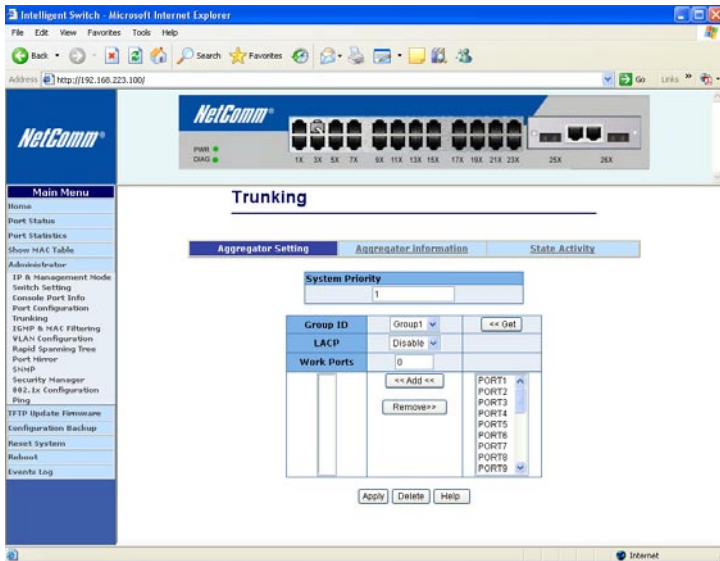 Intelligent Switch - Microsoft Internet Explorer
File Edit View Favorites Tools Help
Back Search Favorites
Address http://192.168.223.100/ Go Links
NetComm®
NetComm®
PWR
DIAG
1X 3X 5X 7X 9X 11X 13X 15X 17X 19X 21X 23X 25X 26X
Main Menu
Home
Port Status
Port Statistics
Show MAC Table
Administrator
IP & Management Mode
Switch Setting
Console Port Info
Port Configuration
Trunking
IGMP & MAC Filtering
VLAN Configuration
Rapid Spanning Tree
Port Mirror
SNMP
Security Manager
802.1x Configuration
Ping
TFTP Update Firmware
Configuration Backup
Reset System
Reboot
Events Log
Trunking
Aggregator Setting Aggregator Information State Activity
System Priority
1
Group ID Group1 << Get
LACP Disable
Work Ports 0
<< Add <<
Remove>>
PORT1
PORT2
PORT3
PORT4
PORT5
PORT6
PORT7
PORT8
PORT9
Apply Delete Help
Internet